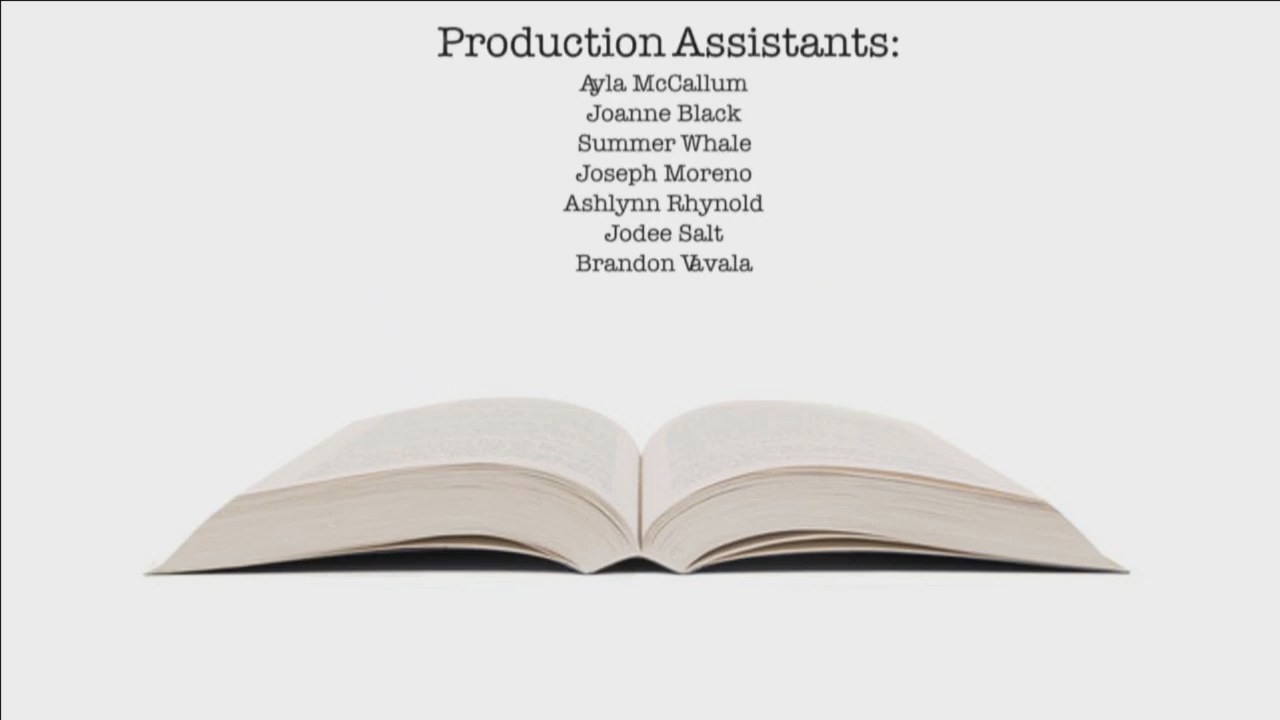 Production Assistants:
Ayla McCallum
Joanne Black
Summer Whale
Joseph Moreno
Ashlynn Rhynold
Jodee Salt
Brandon Vavala